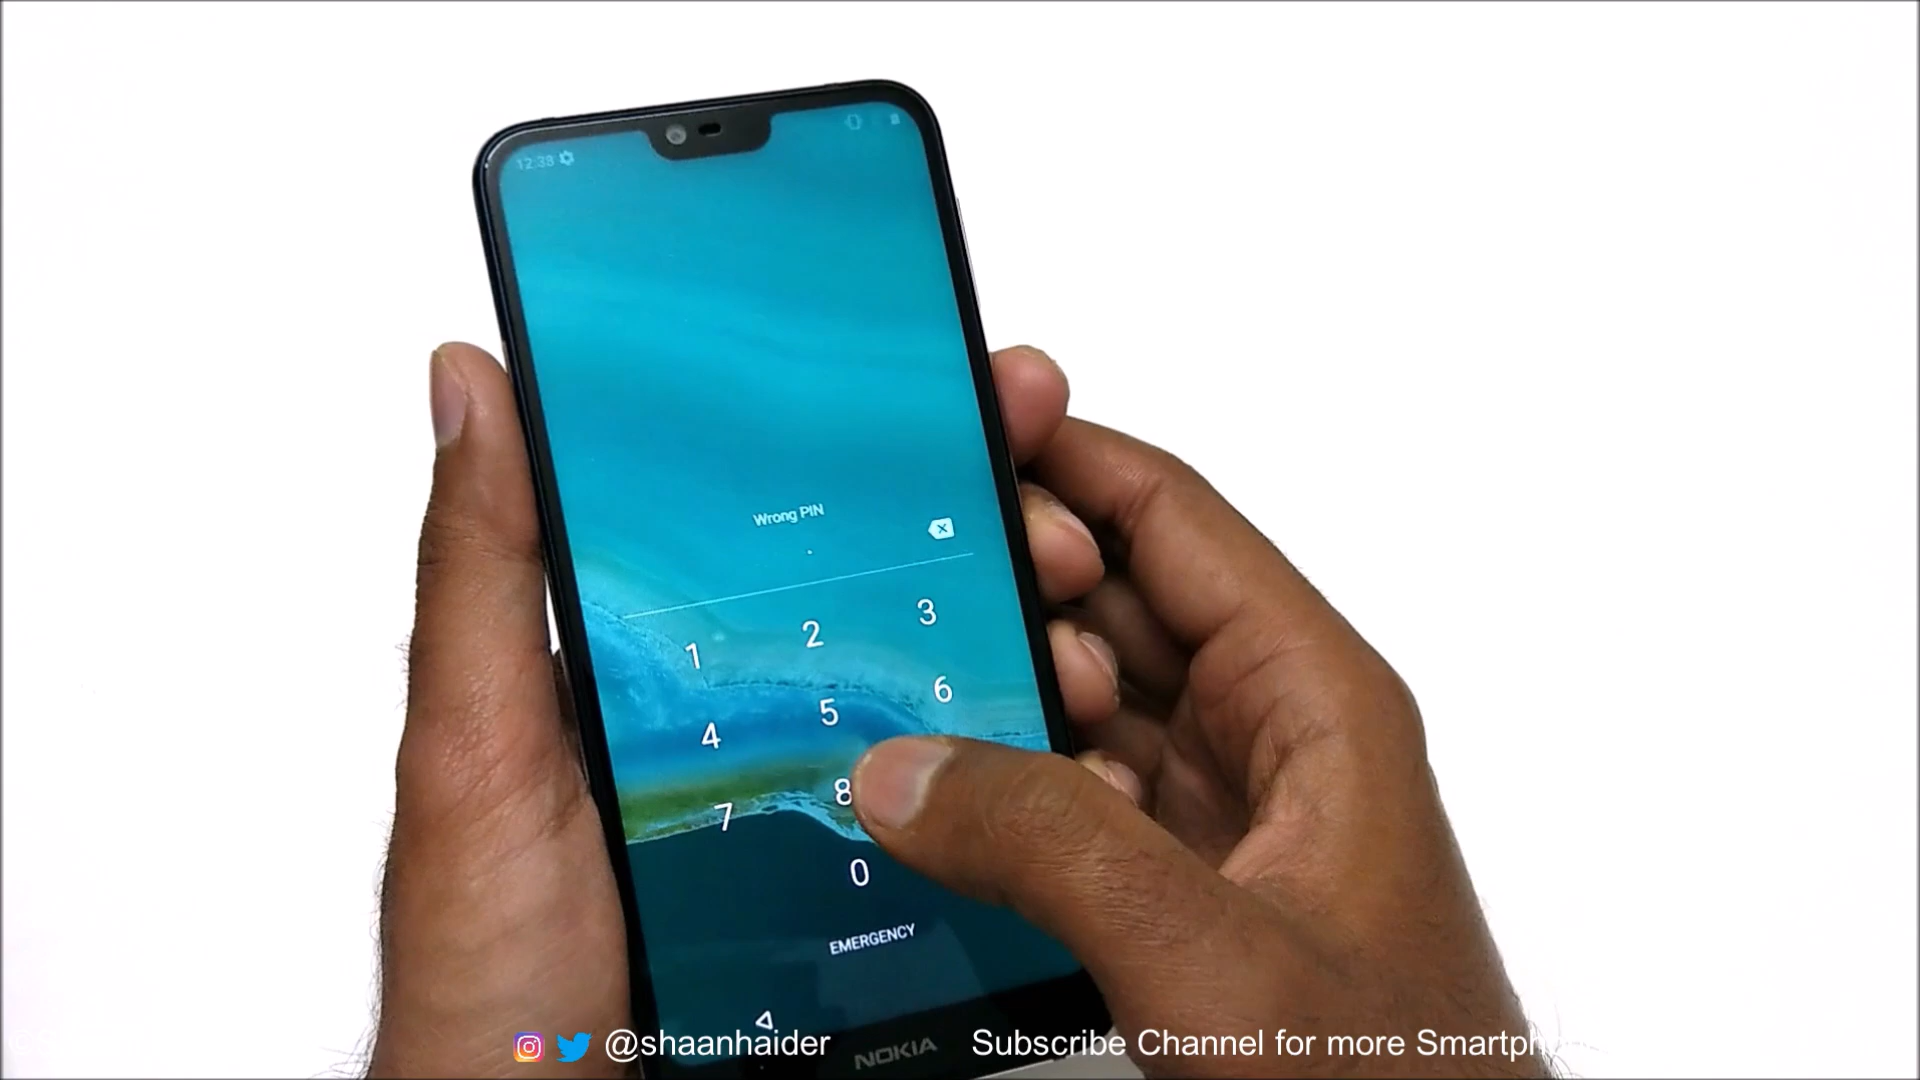 12:38
Wrong PIN
1 2 3
4 5 6
7 8
0
EMERGENCY
NOKIA
@shaanhaider Subscribe Channel for more Smartph